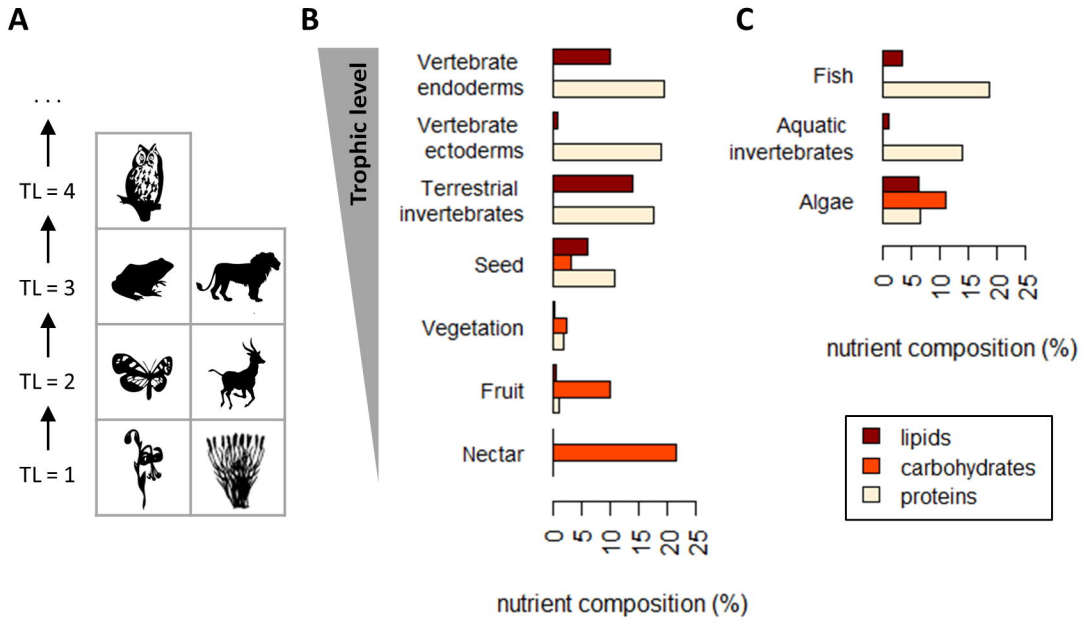 A
. . .
TL = 4
TL = 3
TL = 2
TL = 1
B
Trophic level
Vertebrate
endoderms
Vertebrate
ectoderms
Terrestrial
invertebrates
Seed
Vegetation
Fruit
Nectar
0 5 10 15 20 25
nutrient composition (%)
C
Fish
Aquatic
invertebrates
Algae
0 5 10 15 20 25
nutrient composition (%)
lipids
carbohydrates
proteins